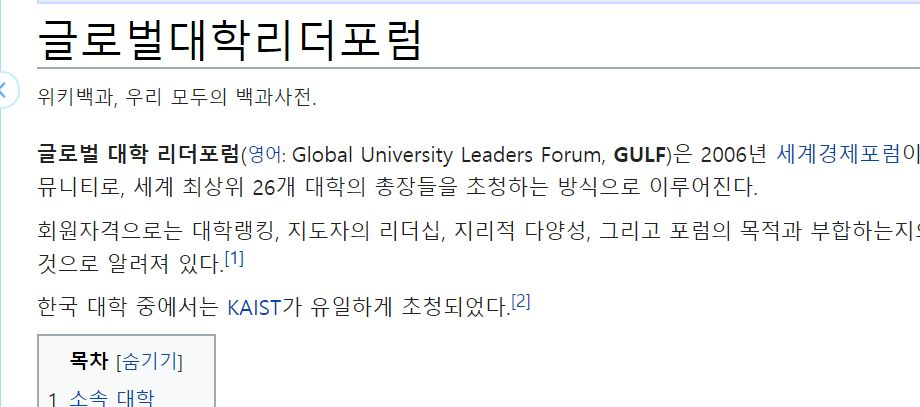 글로벌대학리더포럼
위키백과, 우리 모두의 백과사전.
글로벌 대학 리더포럼(영어: Global University Leaders Forum, GULF)은 2006년 세계경제포럼이
뮤니티로, 세계 최상위 26개 대학의 총장들을 초청하는 방식으로 이루어진다.
회원자격으로는 대학랭킹, 지도자의 리더십, 지리적 다양성, 그리고 포럼의 목적과 부합하는지의
것으로 알려져 있다.[1]
한국 대학 중에서는 KAIST가 유일하게 초청되었다.[2]
목차 [숨기기]
1 소속 대학